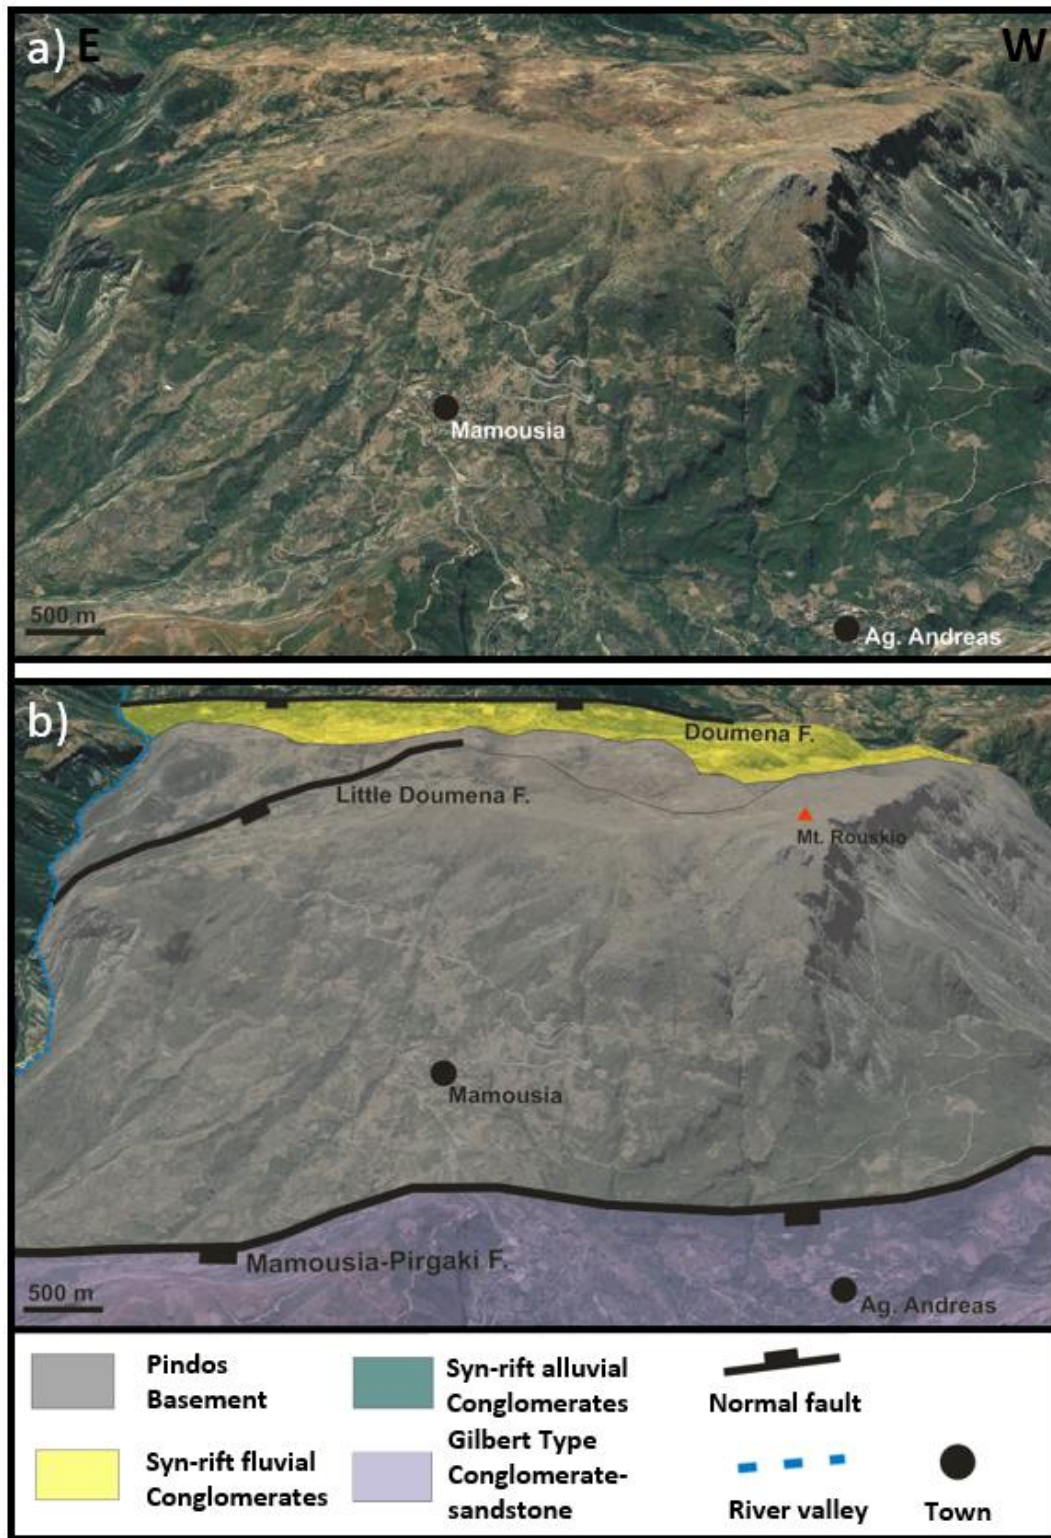 a) E
W
Mamousia
500 m
Ag. Andreas
b)
Doumena F.
Little Doumena F.
Mt. Rouskio
Mamousia
Mamousia-Pirgaki F.
500 m
Ag. Andreas
Pindos
Basement
Syn-rift alluvial
Conglomerates
Normal fault
Syn-rift fluvial
Conglomerates
Gilbert Type
Conglomerate-
sandstone
River valley
Town